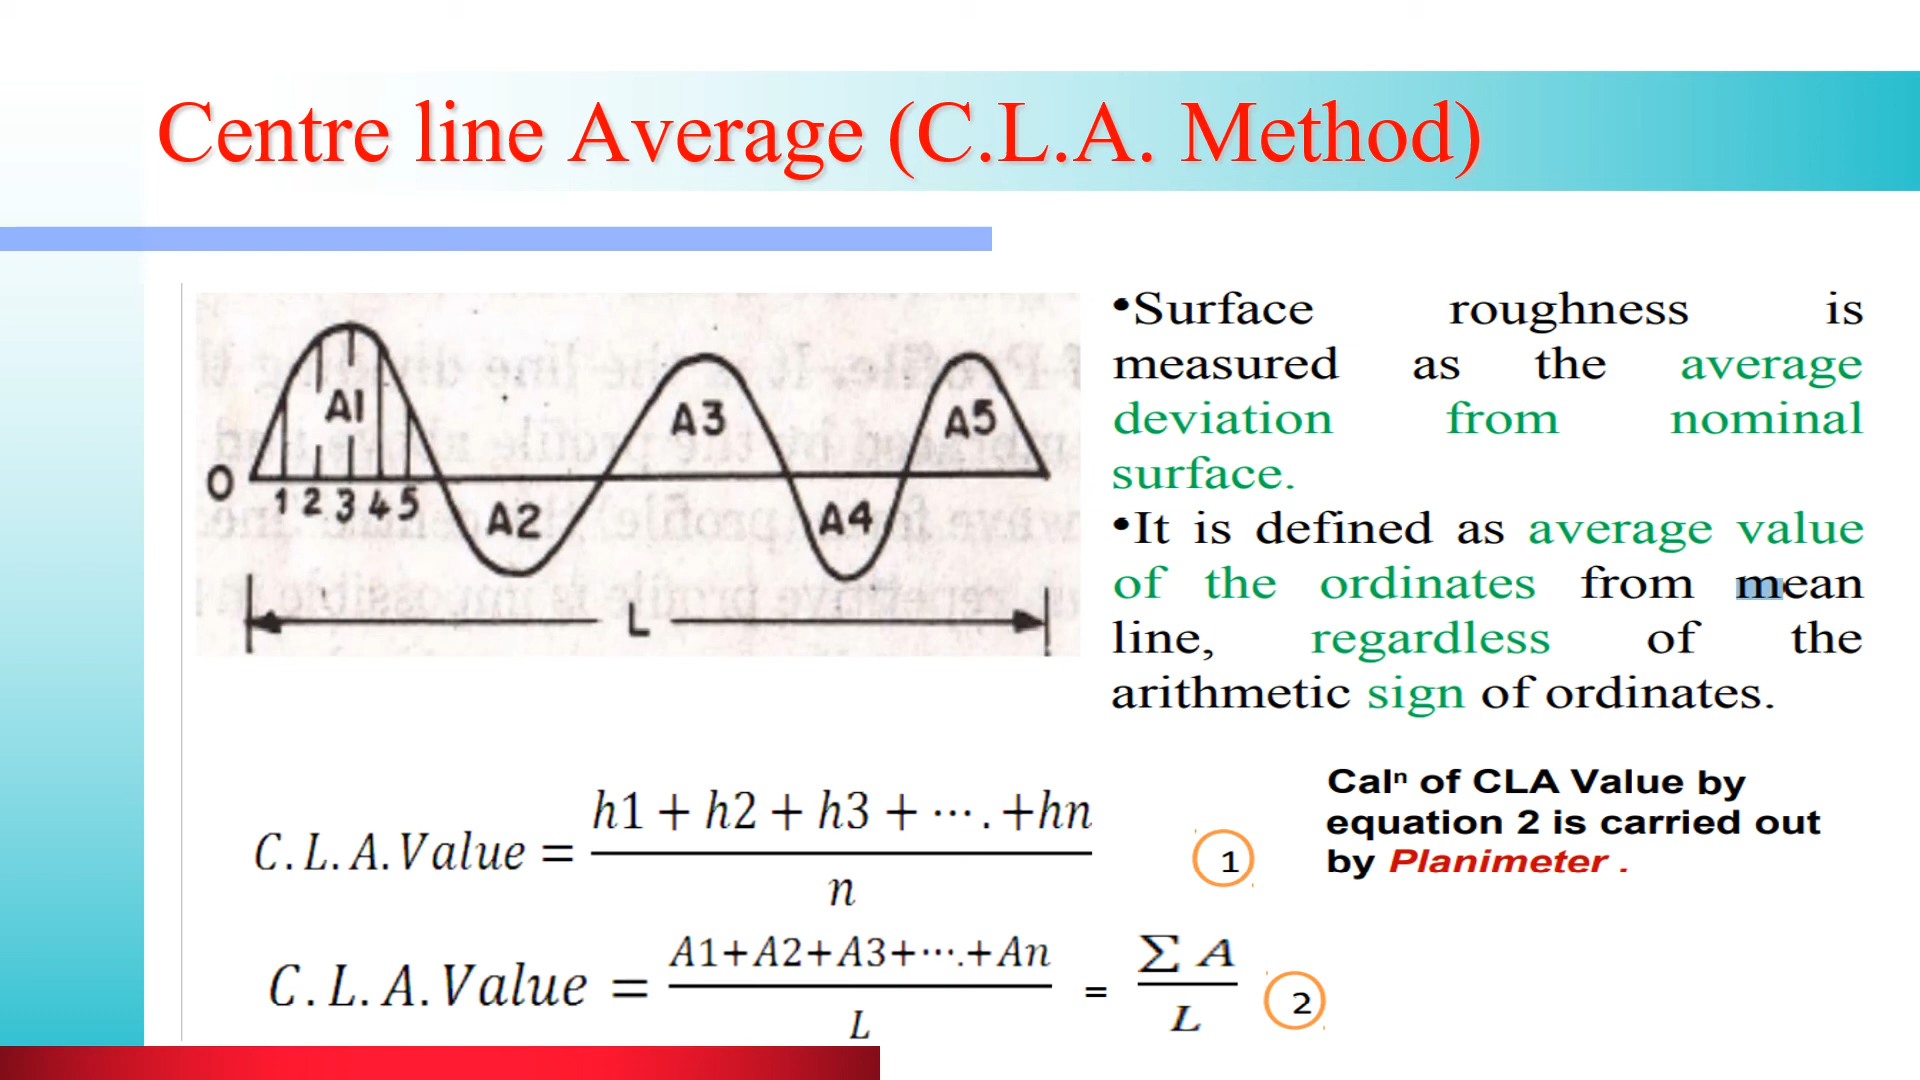 Centre line Average (C.L.A. Method)
A1
A3
A5
O
1 2 3 4 5
A2
A4
L
•Surface roughness is
measured as the average
deviation from nominal
surface.
•It is defined as average value
of the ordinates from mean
line, regardless of the
arithmetic sign of ordinates.
C.L.A.Value = \frac{h1 + h2 + h3 + ⋯.+hn}{n}
1
Calⁿ of CLA Value by
equation 2 is carried out
by Planimeter .
C.L.A.Value = \frac{A1+A2+A3+⋯.+An}{L} = \frac{∑ A}{L}
2